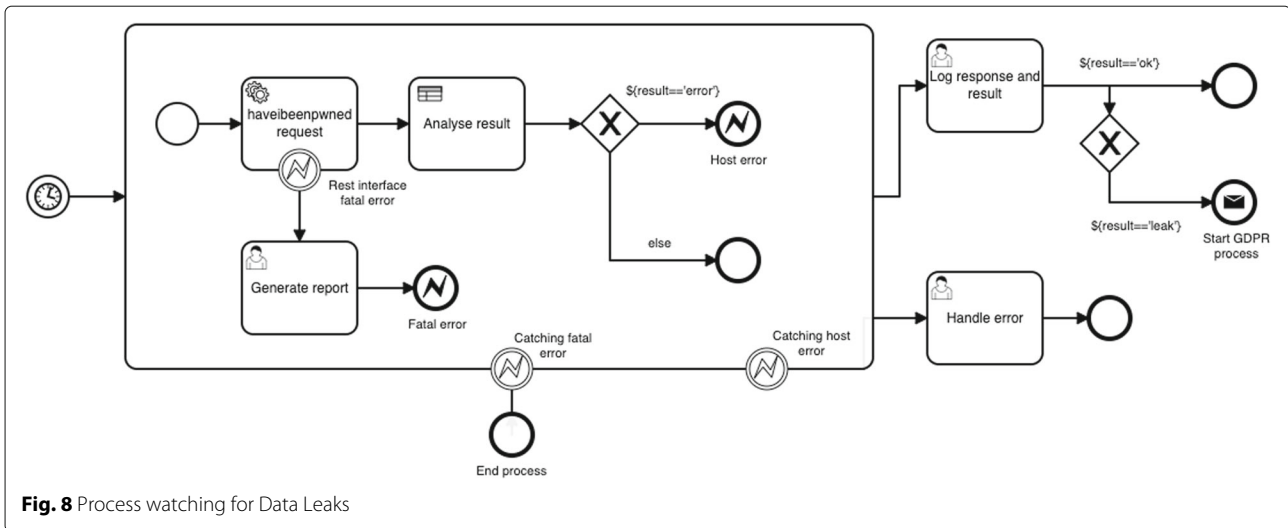 haveibeenpwned
request
Rest interface
fatal error
Generate report
Fatal error
Analyse result
${result=='error'}
Host error
else
Catching fatal
error
End process
Catching host
error
Log response and
result
${result=='ok'}
${result=='leak'}
Start GDPR
process
Handle error
Fig. 8 Process watching for Data Leaks